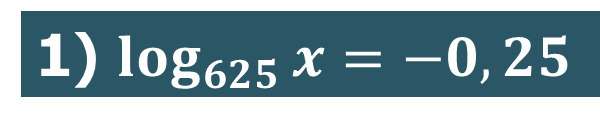 1) log₆₂₅ x = −0, 25